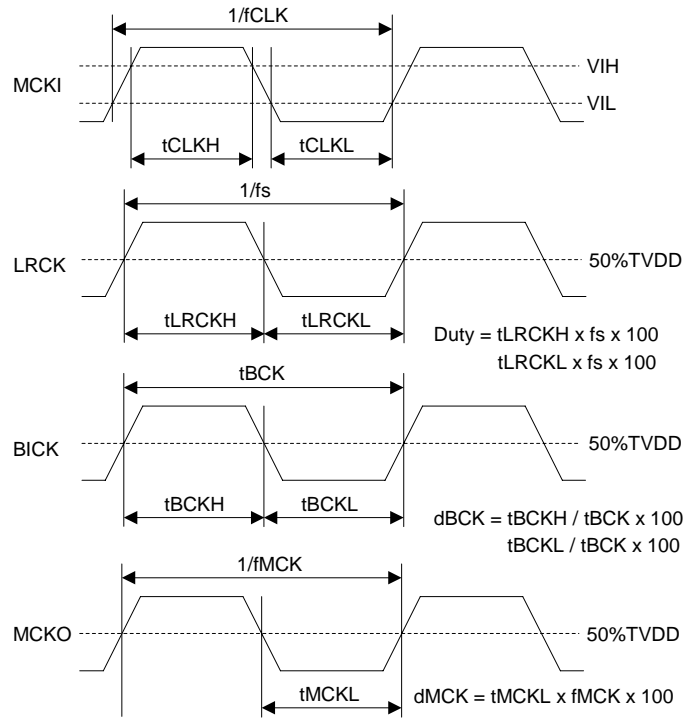 1/fCLK
MCKI
VIH
VIL
tCLKH
tCLKL
1/fs
LRCK
50%TVDD
tLRCKH
tLRCKL
Duty = tLRCKH x fs x 100
tLRCKL x fs x 100
tBCK
BICK
50%TVDD
tBCKH
tBCKL
dBCK = tBCKH / tBCK x 100
tBCKL / tBCK x 100
1/fMCK
MCKO
50%TVDD
tMCKL
dMCK = tMCKL x fMCK x 100